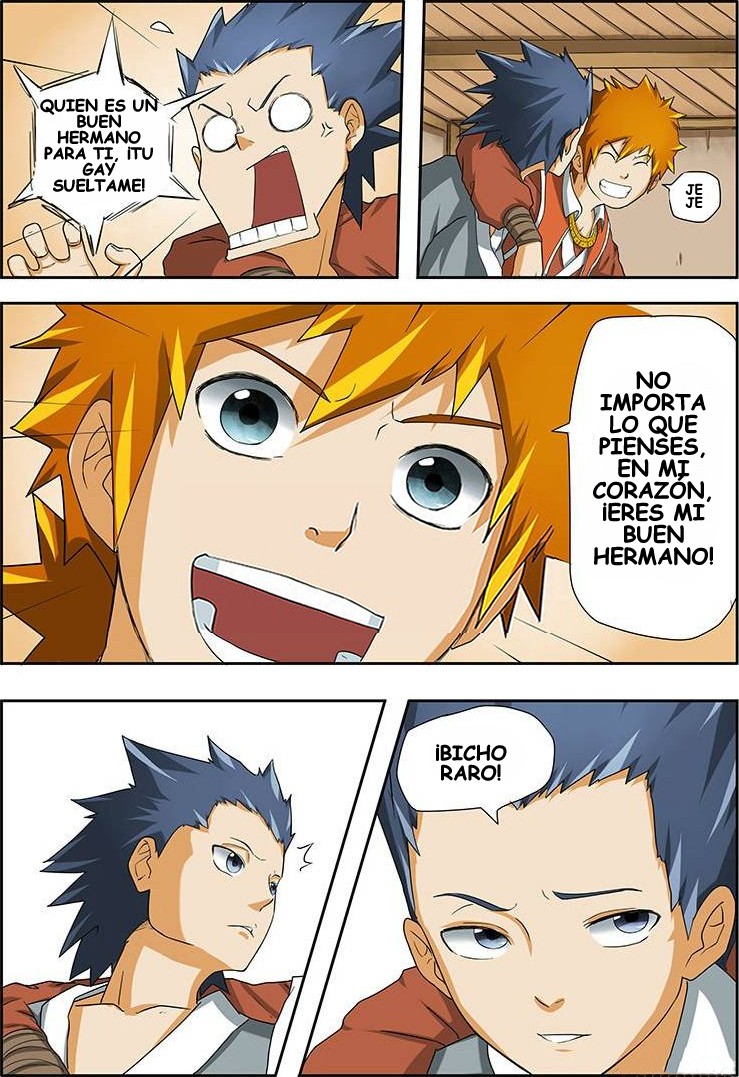 QUIEN ES UN
BUEN
HERMANO
PARA TI, ¡TU
GAY
SUELTAME!
JE
JE
NO
IMPORTA
LO QUE
PIENSES,
EN MI
CORAZÓN,
¡ERES MI
BUEN
HERMANO!
¡BICHO
RARO!